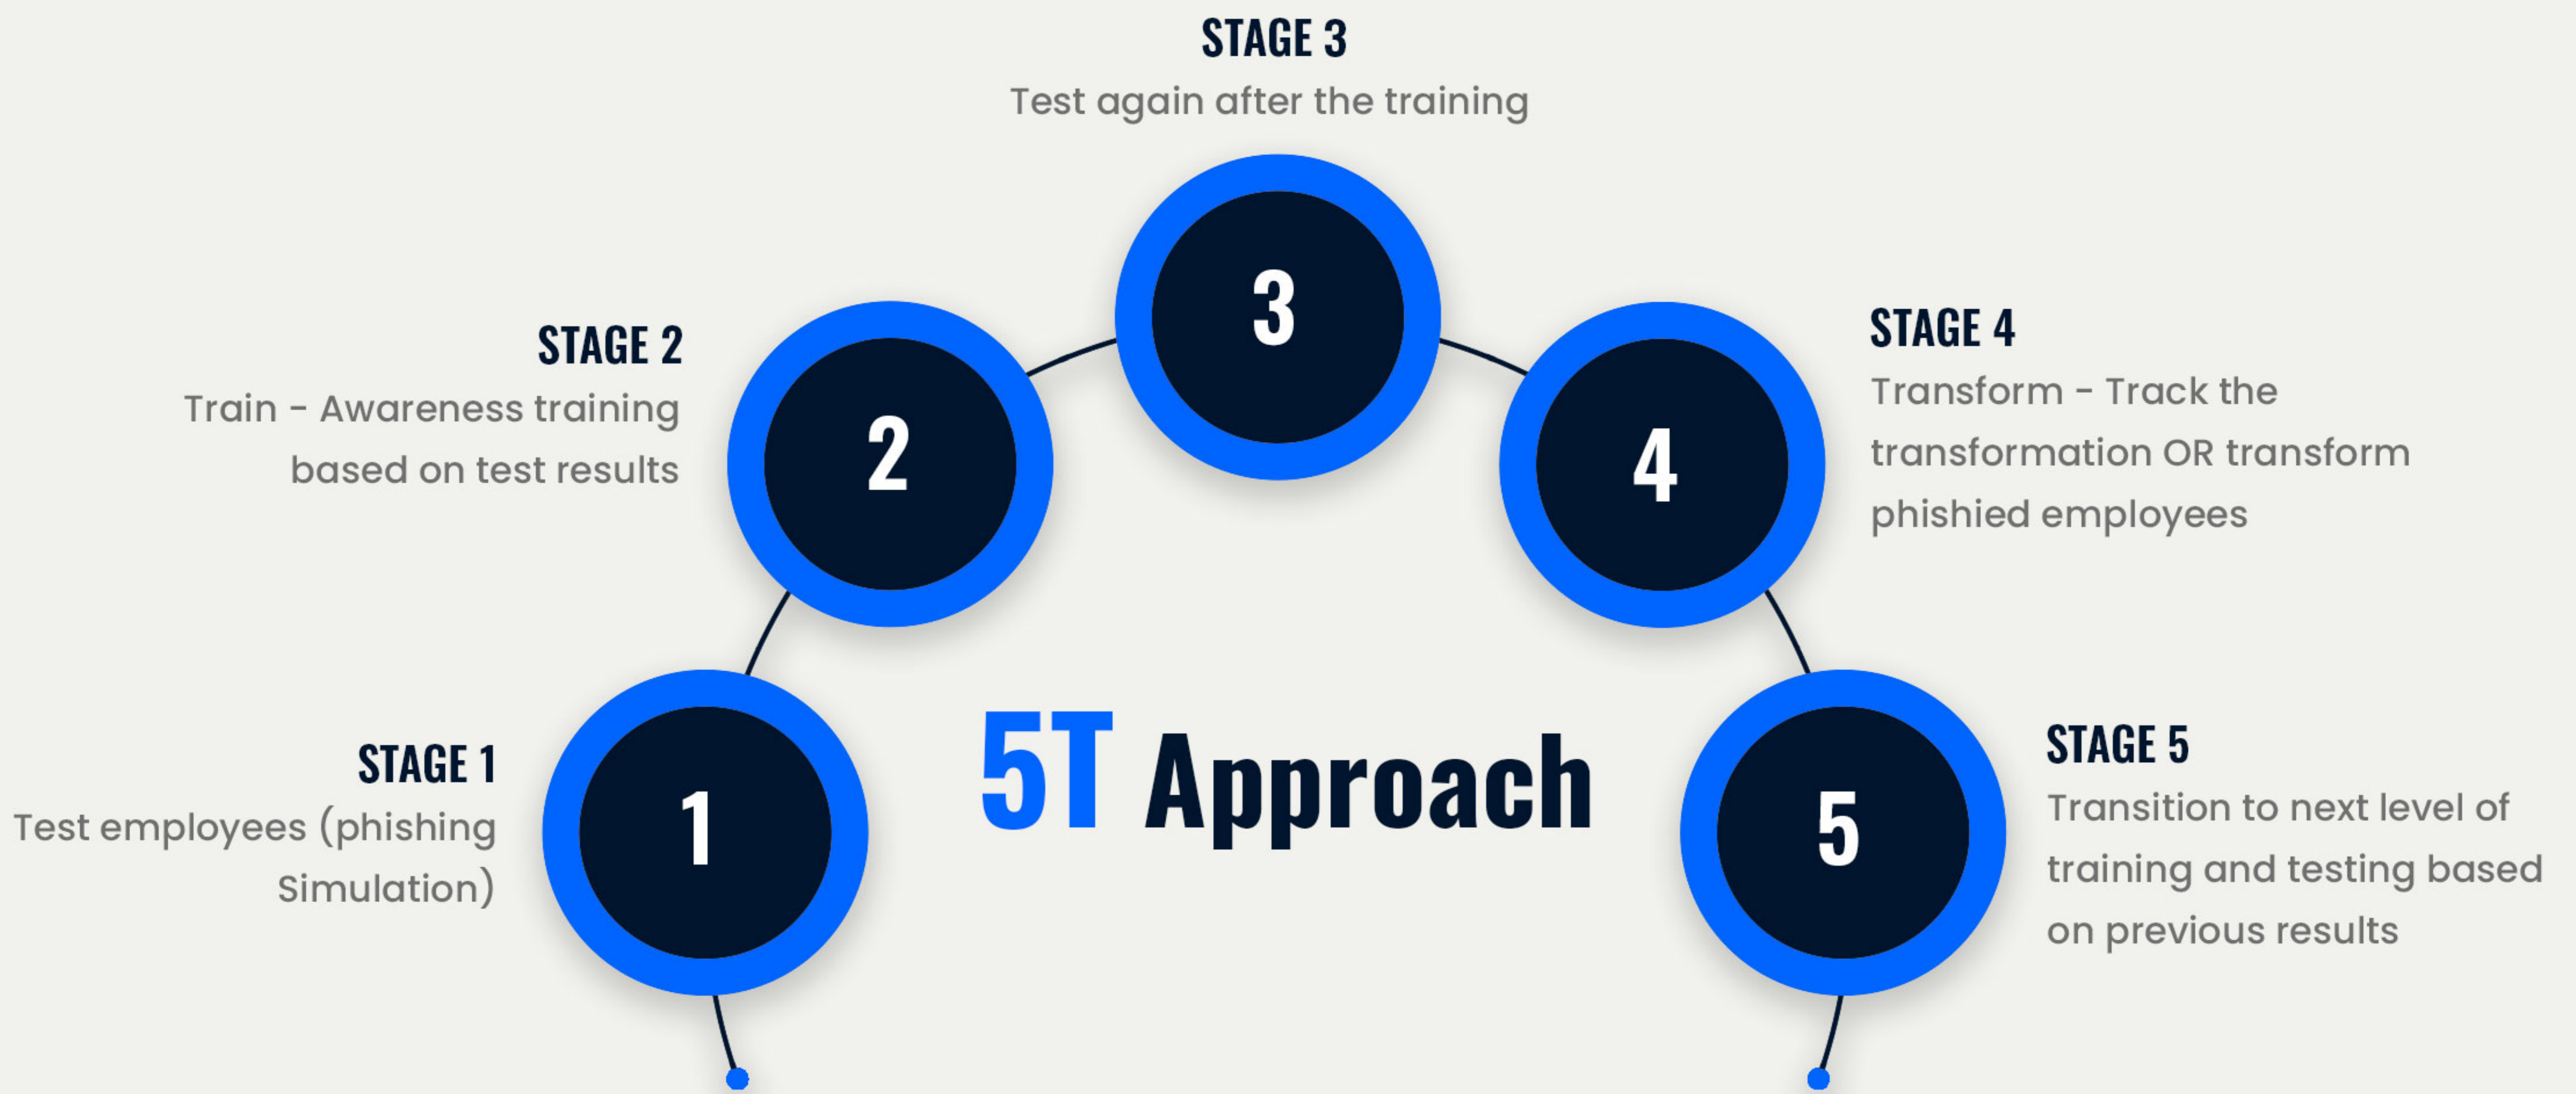 STAGE 1
Test employees (phishing
Simulation)
1
STAGE 2
Train - Awareness training
based on test results
2
STAGE 3
Test again after the training
3
STAGE 4
Transform - Track the
transformation OR transform
phishied employees
4
STAGE 5
Transition to next level of
training and testing based
on previous results
5
5T Approach